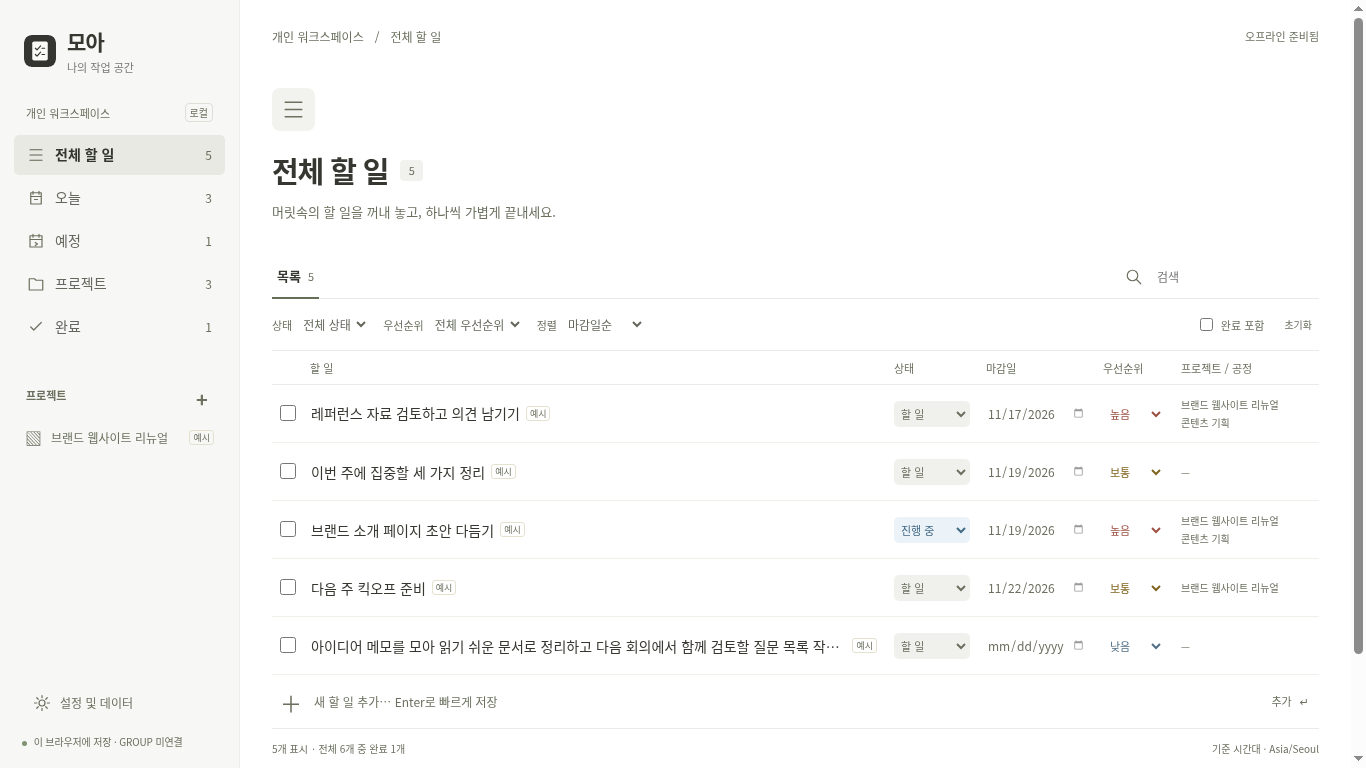 모아
나의 작업 공간
개인 워크스페이스 로컬
전체 할 일 5
오늘 3
예정 1
프로젝트 3
완료 1
프로젝트
브랜드 웹사이트 리뉴얼 예시
설정 및 데이터
이 브라우저에 저장 · GROUP 미연결
개인 워크스페이스 / 전체 할 일
오프라인 준비됨
전체 할 일 5
머릿속의 할 일을 꺼내 놓고, 하나씩 가볍게 끝내세요.
목록 5
검색
상태 전체 상태 우선순위 전체 우선순위 정렬 마감일순
완료 포함 초기화
할 일 상태 마감일 우선순위 프로젝트 / 공정
레퍼런스 자료 검토하고 의견 남기기 예시 할 일 11/17/2026 높음 브랜드 웹사이트 리뉴얼
콘텐츠 기획
이번 주에 집중할 세 가지 정리 예시 할 일 11/19/2026 보통 —
브랜드 소개 페이지 초안 다듬기 예시 진행 중 11/19/2026 높음 브랜드 웹사이트 리뉴얼
콘텐츠 기획
다음 주 킥오프 준비 예시 할 일 11/22/2026 보통 브랜드 웹사이트 리뉴얼
아이디어 메모를 모아 읽기 쉬운 문서로 정리하고 다음 회의에서 함께 검토할 질문 목록 작… 예시 할 일 mm/dd/yyyy 낮음 —
새 할 일 추가… Enter로 빠르게 저장 추가 ↵
5개 표시 · 전체 6개 중 완료 1개
기준 시간대 · Asia/Seoul